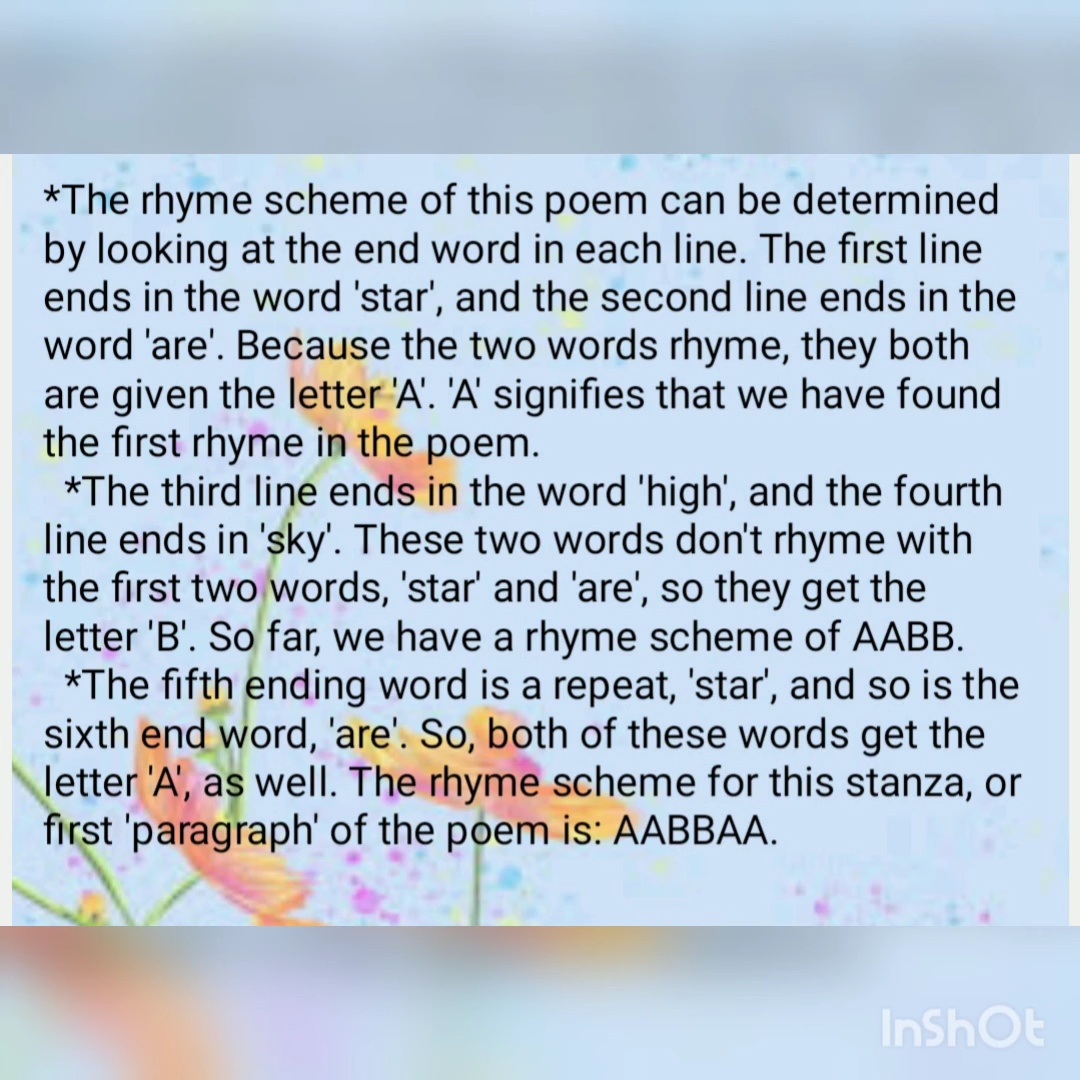 *The rhyme scheme of this poem can be determined
by looking at the end word in each line. The first line
ends in the word 'star', and the second line ends in the
word 'are'. Because the two words rhyme, they both
are given the letter 'A'. 'A' signifies that we have found
the first rhyme in the poem.
*The third line ends in the word 'high', and the fourth
line ends in 'sky'. These two words don't rhyme with
the first two words, 'star' and 'are', so they get the
letter 'B'. So far, we have a rhyme scheme of AABB.
*The fifth ending word is a repeat, 'star', and so is the
sixth end word, 'are'. So, both of these words get the
letter 'A', as well. The rhyme scheme for this stanza, or
first 'paragraph' of the poem is: AABBAA.
InShOt